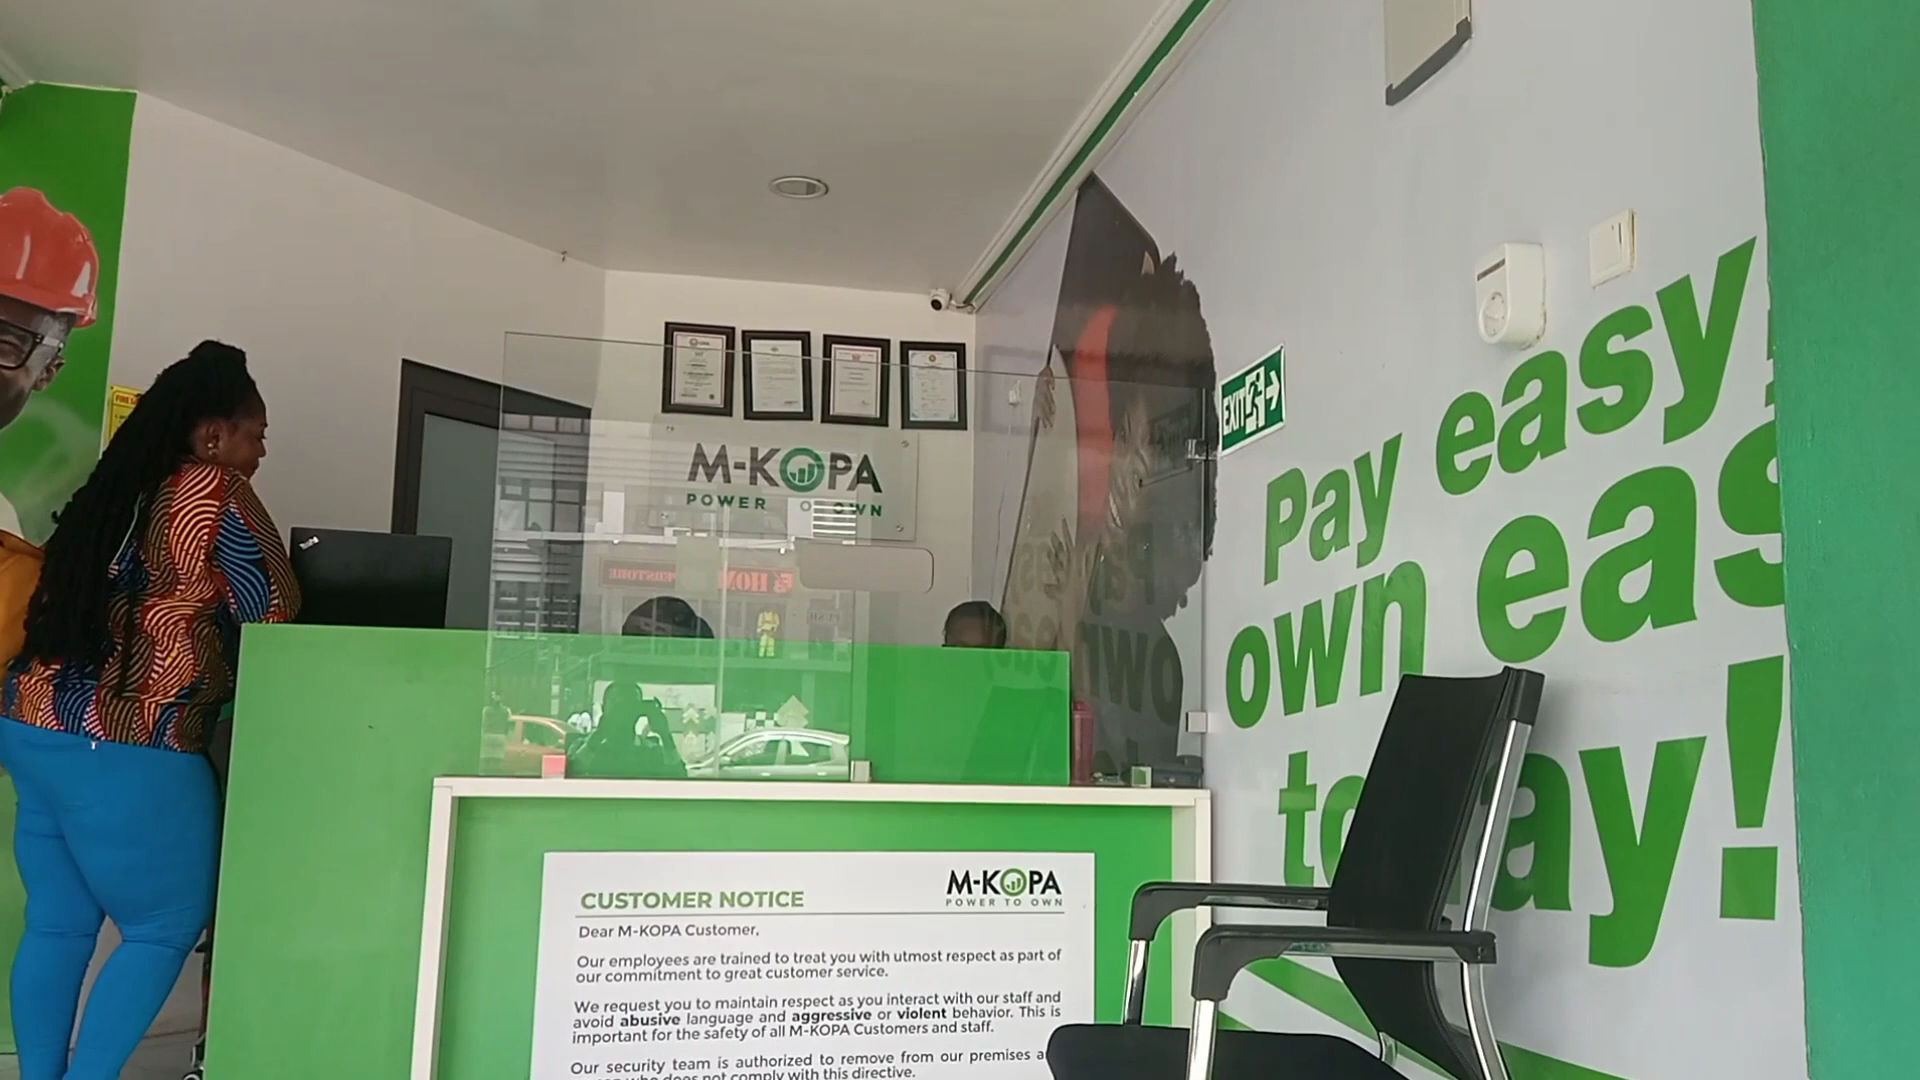 M-KOPA
POWER O OWN
EXIT
Pay easy,
own eas
today!
CUSTOMER NOTICE
M-KOPA
POWER TO OWN
Dear M-KOPA Customer,
Our employees are trained to treat you with utmost respect as part of
our commitment to great customer service.
We request you to maintain respect as you interact with our staff and
avoid abusive language and aggressive or violent behavior. This is
important for the safety of all M-KOPA Customers and staff.
Our security team is authorized to remove from our premises
who does not comply with this directive.